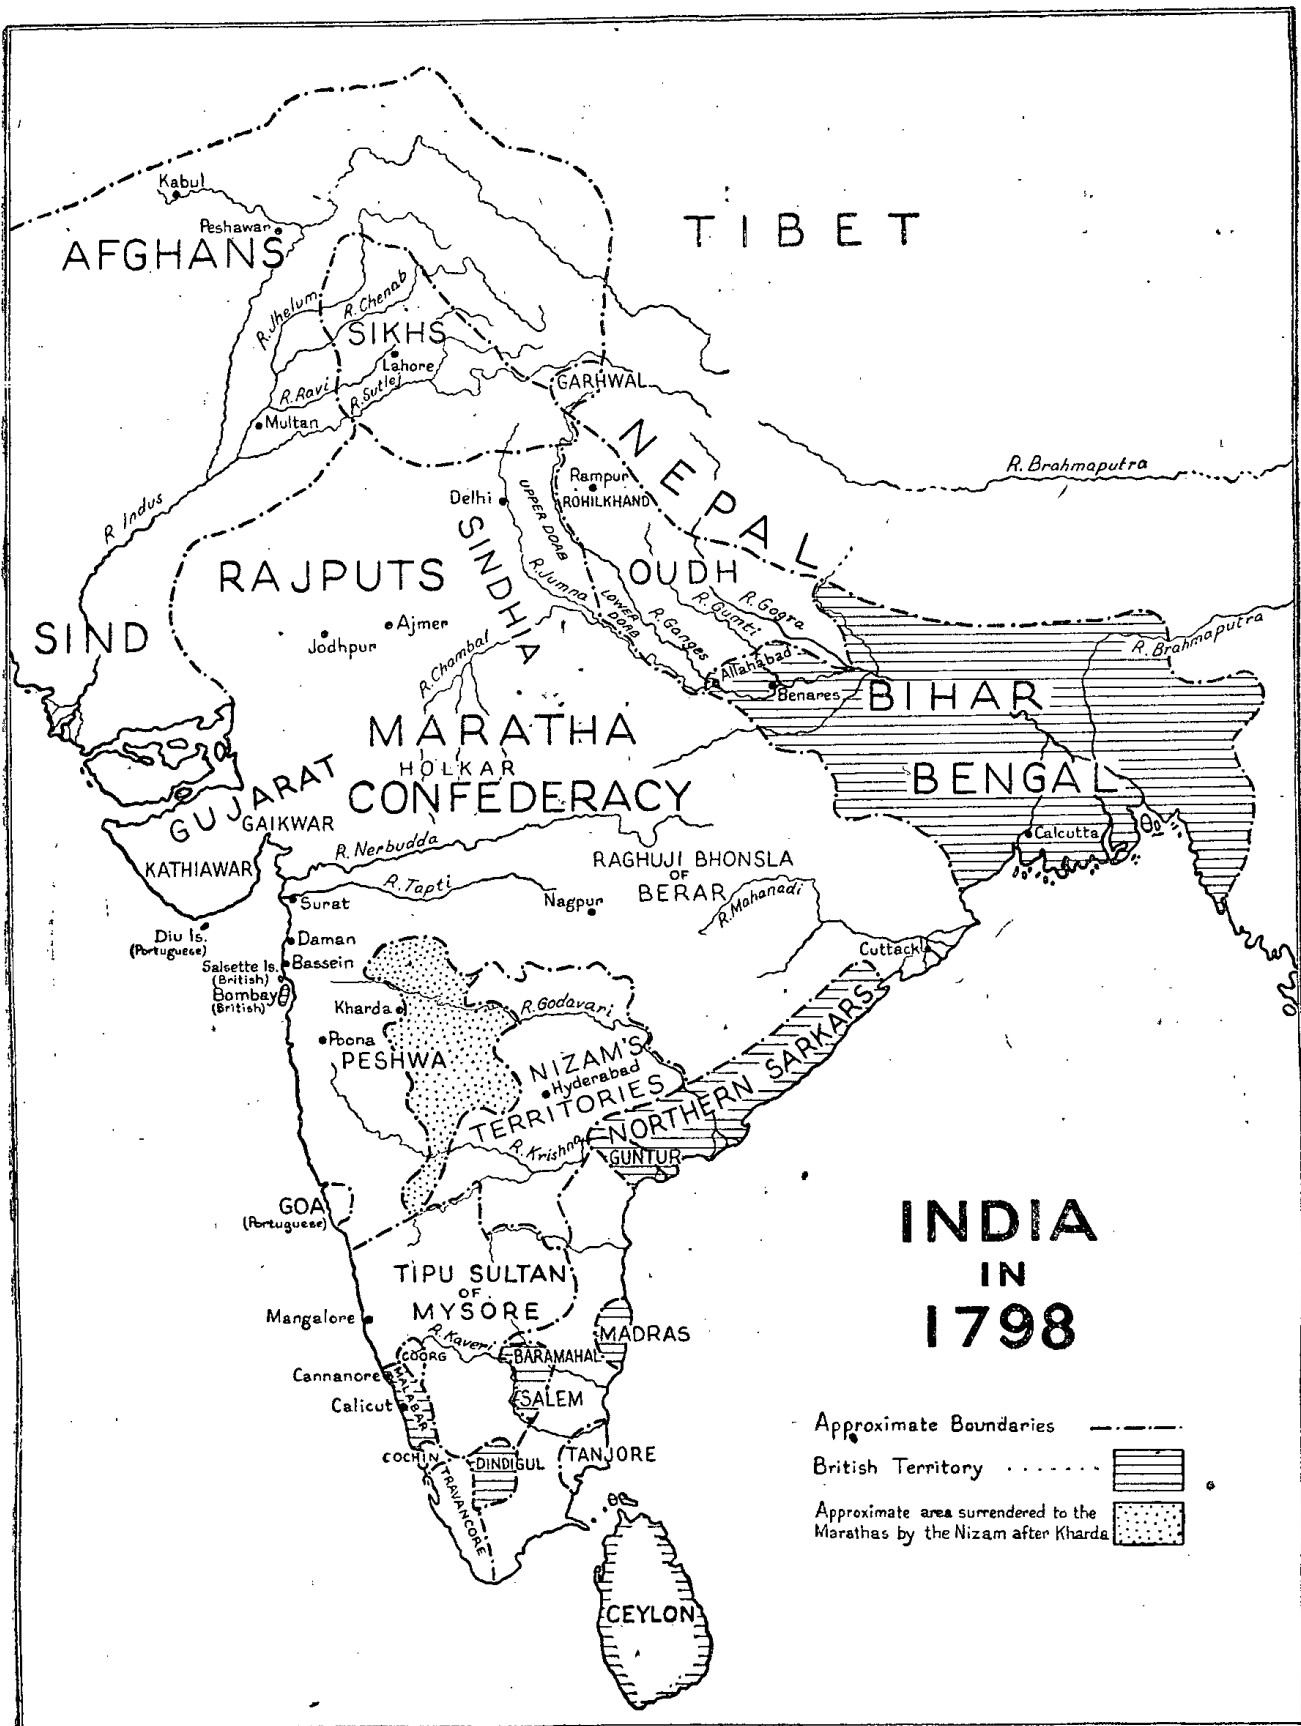 Kabul
Peshawar
AFGHANS
TIBET
R. Jhelum
R. Chenab
SIKHS
Lahore
R. Ravi
R. Sutlej
Multan
GARHWAL
NEPAL
R. Brahmaputra
R. Indus
Delhi
UPPER DOAB
Rampur
ROHILKHAND
SINDHIA
RAJPUTS
OUDH
R. Jumna
LOWER
DOAB
R. Ganges
R. Gumti
R. Gogra
SIND
Jodhpur
Ajmer
R. Chambal
R. Brahmaputra
Allahabad
Benares
BIHAR
MARATHA
HOLKAR
CONFEDERACY
BENGAL
Calcutta
GUJARAT
GAIKWAR
KATHIAWAR
R. Nerbudda
R. Tapti
RAGHUJI BHONSLA
OF
BERAR
R. Mahanadi
Nagpur
Surat
Diu Is.
(Portuguese)
Daman
Bassein
Salsette Is.
(British)
Bombay
(British)
Cuttack
Kharda
R. Godavari
Poona
PESHWA
NIZAM'S
Hyderabad
TERRITORIES
NORTHERN SARKARS
R. Krishna
GUNTUR
GOA
(Portuguese)
INDIA
IN
1798
TIPU SULTAN
OF
MYSORE
Mangalore
R. Kaveri
MADRAS
COORG
BARAMAHAL
Cannanore
MALABAR
SALEM
Calicut
COCHIN
TRAVANCORE
DINDIGUL
TANJORE
CEYLON
Approximate Boundaries
British Territory
Approximate area surrendered to the
Marathas by the Nizam after Kharda